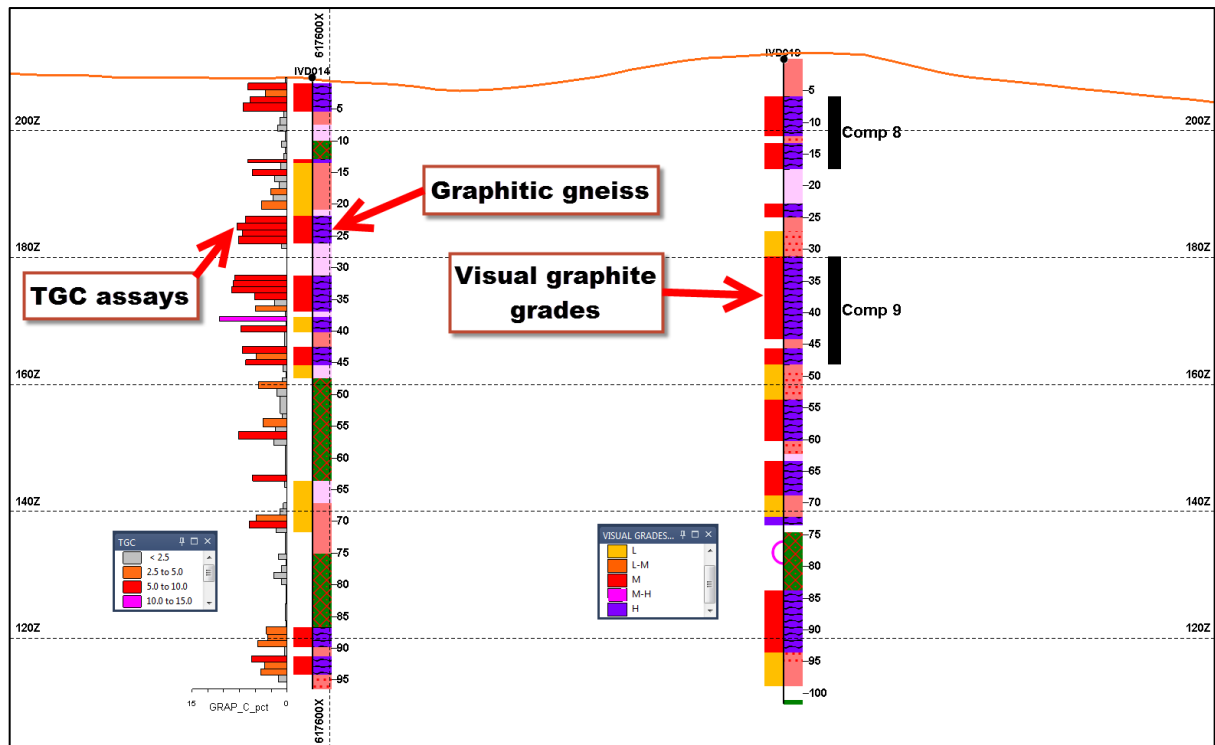 617600X
IVD014
IVD013
5
10
15
20
25
30
35
40
45
50
55
60
65
70
75
80
85
90
95
5
10
15
20
25
30
35
40
45
50
55
60
65
70
75
80
85
90
95
100
200Z
200Z
180Z
180Z
160Z
160Z
140Z
140Z
120Z
120Z
Comp 8
Comp 9
Graphitic gneiss
TGC assays
Visual graphite
grades
TGC
< 2.5
2.5 to 5.0
5.0 to 10.0
10.0 to 15.0
VISUAL GRADES...
L
L-M
M
M-H
H
15
0
GRAP_C_pct
617600X